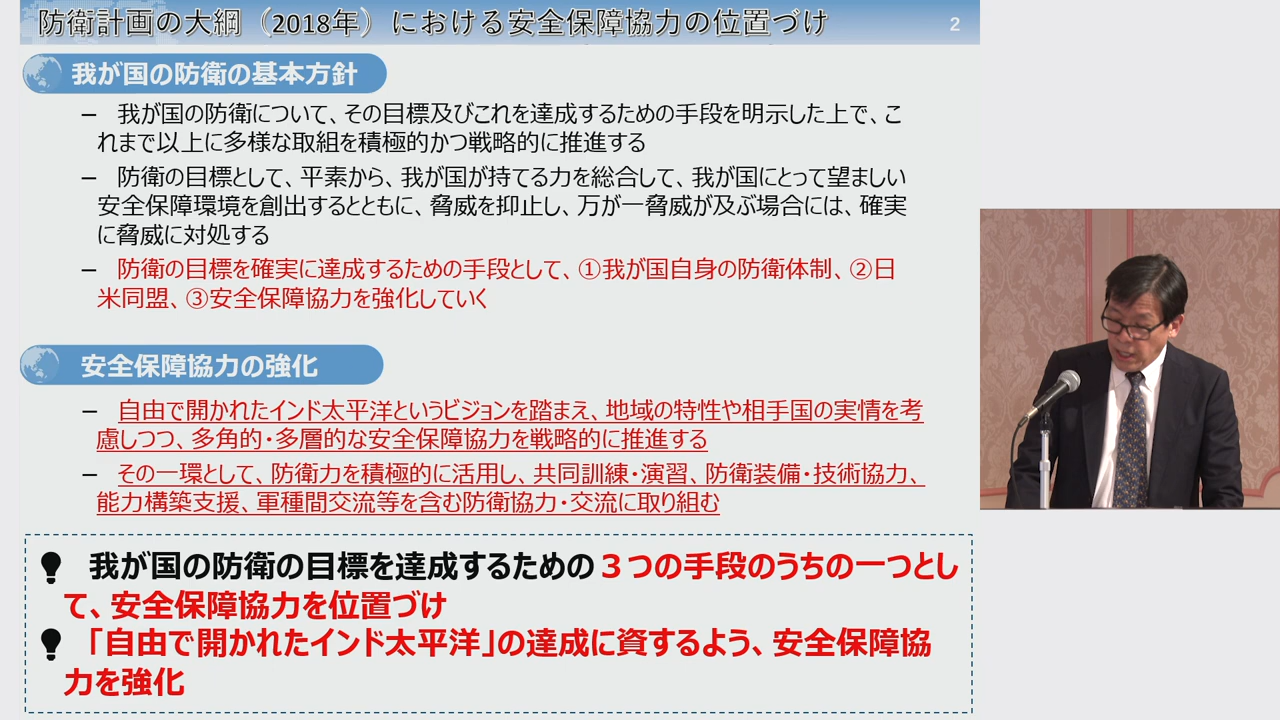 防衛計画の大綱（2018年）における安全保障協力の位置づけ
2
我が国の防衛の基本方針
－ 我が国の防衛について、その目標及びこれを達成するための手段を明示した上で、こ
れまで以上に多様な取組を積極的かつ戦略的に推進する
－ 防衛の目標として、平素から、我が国が持てる力を総合して、我が国にとって望ましい
安全保障環境を創出するとともに、脅威を抑止し、万が一脅威が及ぶ場合には、確実
に脅威に対処する
－ 防衛の目標を確実に達成するための手段として、①我が国自身の防衛体制、②日
米同盟、③安全保障協力を強化していく
安全保障協力の強化
－ 自由で開かれたインド太平洋というビジョンを踏まえ、地域の特性や相手国の実情を考
慮しつつ、多角的・多層的な安全保障協力を戦略的に推進する
－ その一環として、防衛力を積極的に活用し、共同訓練・演習、防衛装備・技術協力、
能力構築支援、軍種間交流等を含む防衛協力・交流に取り組む
我が国の防衛の目標を達成するための３つの手段のうちの一つとし
て、安全保障協力を位置づけ
「自由で開かれたインド太平洋」の達成に資するよう、安全保障協
力を強化